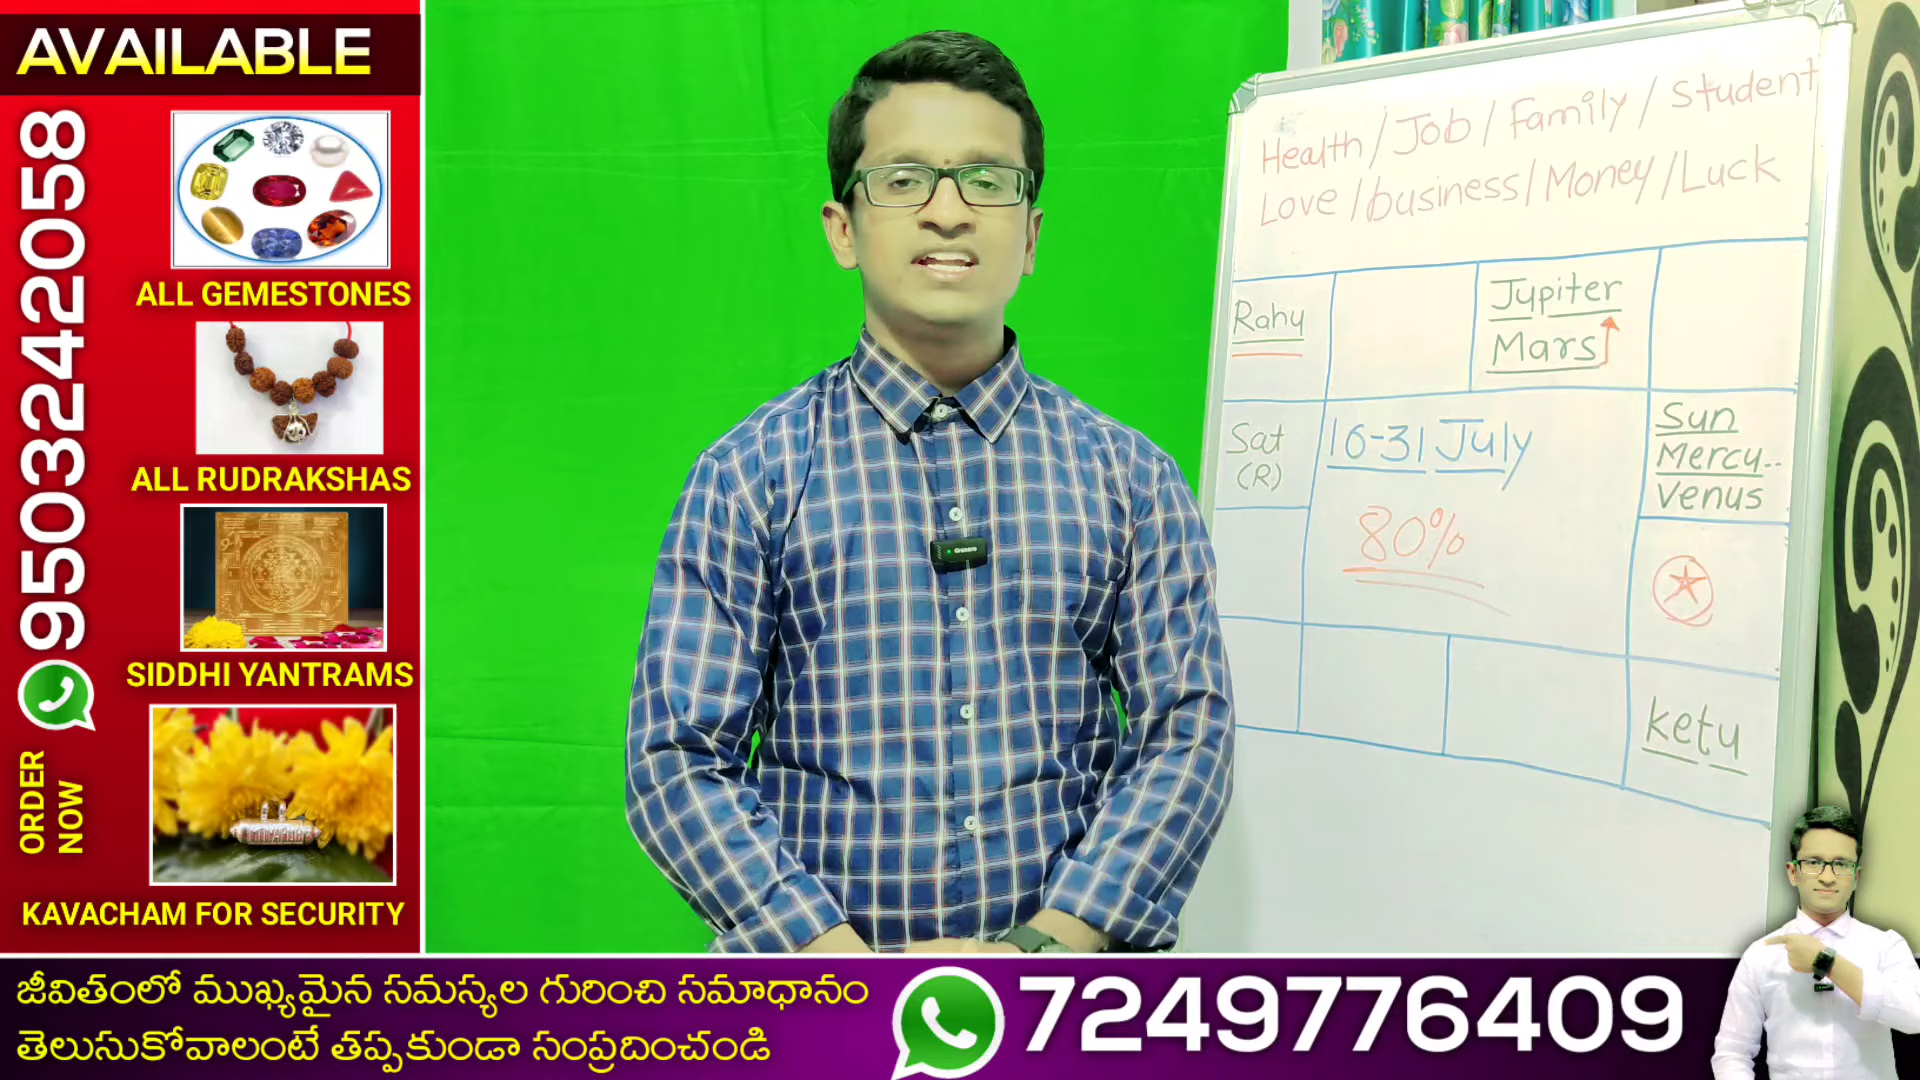 AVAILABLE
9503242058
ORDER
NOW
ALL GEMESTONES
ALL RUDRAKSHAS
SIDDHI YANTRAMS
KAVACHAM FOR SECURITY
Health / Job / Family / Student
Love / business / Money / Luck
Rahu
Jupiter
Mars
Sat
(R)
16-31 July
80%
Sun
Mercu..
Venus
ketu
జీవితంలో ముఖ్యమైన సమస్యల గురించి సమాధానం
తెలుసుకోవాలంటే తప్పకుండా సంప్రదించండి
7249776409